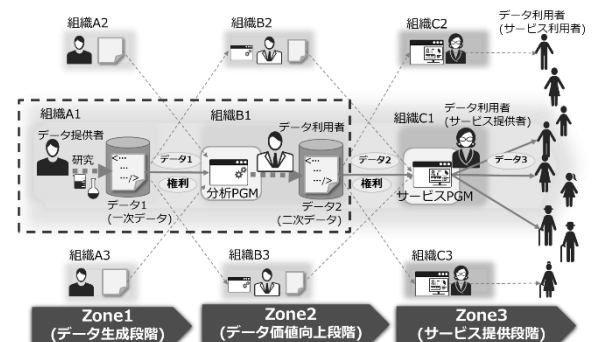 組織A2
組織B2
組織C2
データ利用者
(サービス利用者)
組織A1
組織B1
組織C1
データ利用者
(サービス提供者)
データ提供者
データ利用者
研究
<…
…
…/>
データ1
権利
分析PGM
<…
…
…/>
データ2
権利
サービスPGM
データ3
データ1
(一次データ)
データ2
(二次データ)
組織A3
組織B3
組織C3
Zone1
(データ生成段階)
Zone2
(データ価値向上段階)
Zone3
(サービス提供段階)